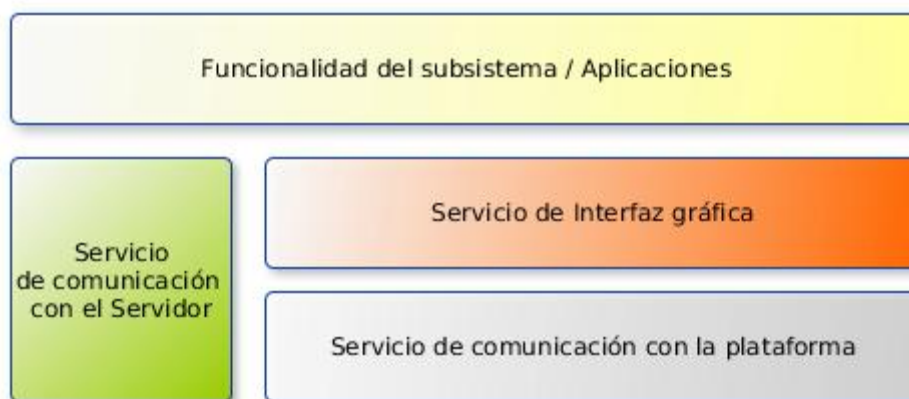 Funcionalidad del subsistema / Aplicaciones
Servicio
de comunicación
con el Servidor
Servicio de Interfaz gráfica
Servicio de comunicación con la plataforma